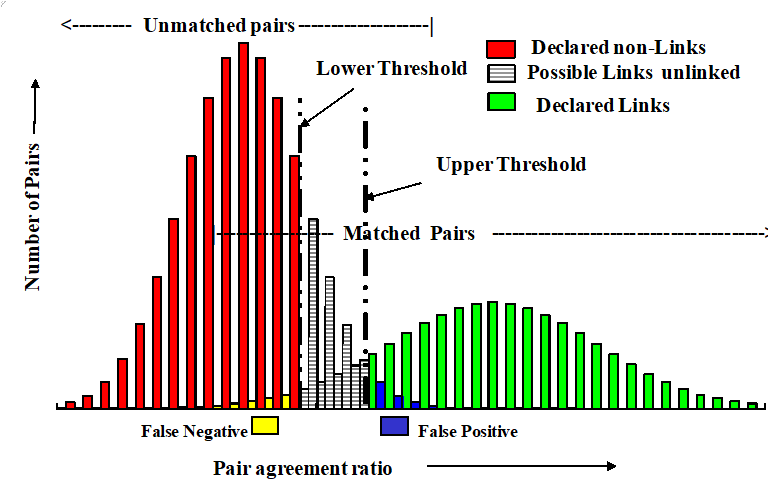 <--------- Unmatched pairs --------------------|
Declared non-Links
Lower Threshold
Possible Links unlinked
Declared Links
Upper Threshold
Number of Pairs
|------------------ Matched Pairs ------------------------------------------>
False Negative
False Positive
Pair agreement ratio